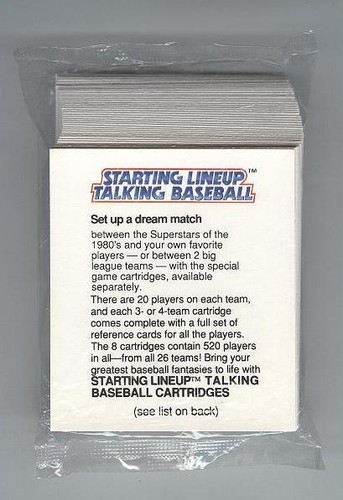 STARTING LINEUP™
TALKING BASEBALL
Set up a dream match
between the Superstars of the
1980's and your own favorite
players — or between 2 big
league teams — with the special
game cartridges, available
separately.
There are 20 players on each team,
and each 3- or 4-team cartridge
comes complete with a full set of
reference cards for all the players.
The 8 cartridges contain 520 players
in all—from all 26 teams! Bring your
greatest baseball fantasies to life with
STARTING LINEUP™ TALKING
BASEBALL CARTRIDGES
(see list on back)